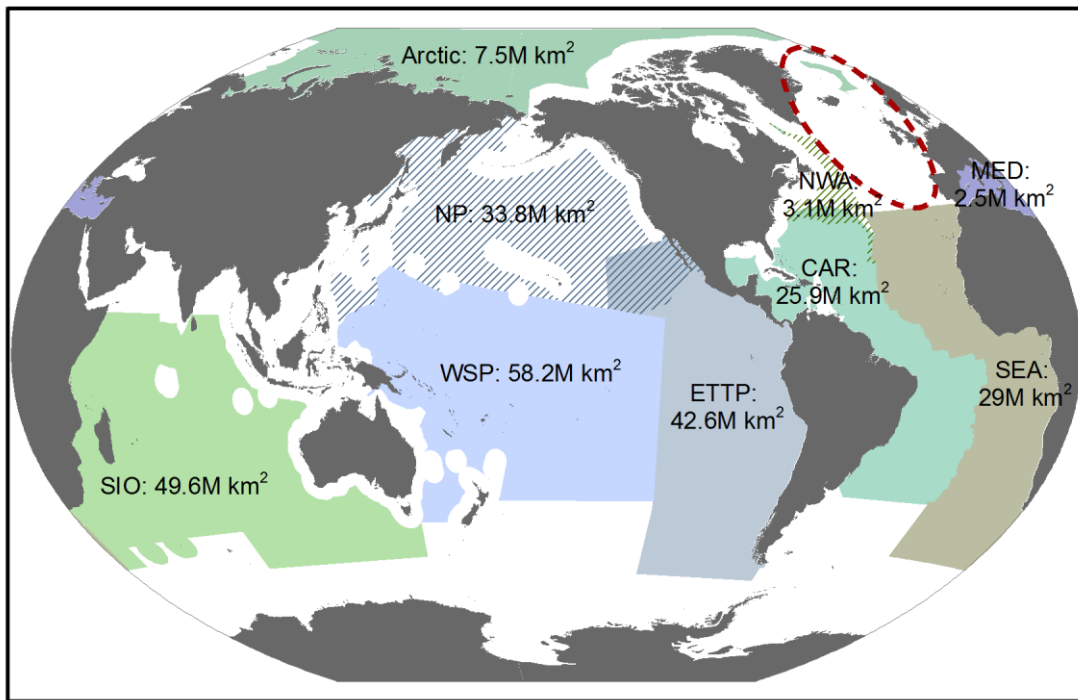 Arctic: 7.5M km²
NWA:
3.1M km²
MED:
2.5M km²
NP: 33.8M km²
CAR:
25.9M km²
WSP: 58.2M km²
ETTP:
42.6M km²
SEA:
29M km²
SIO: 49.6M km²